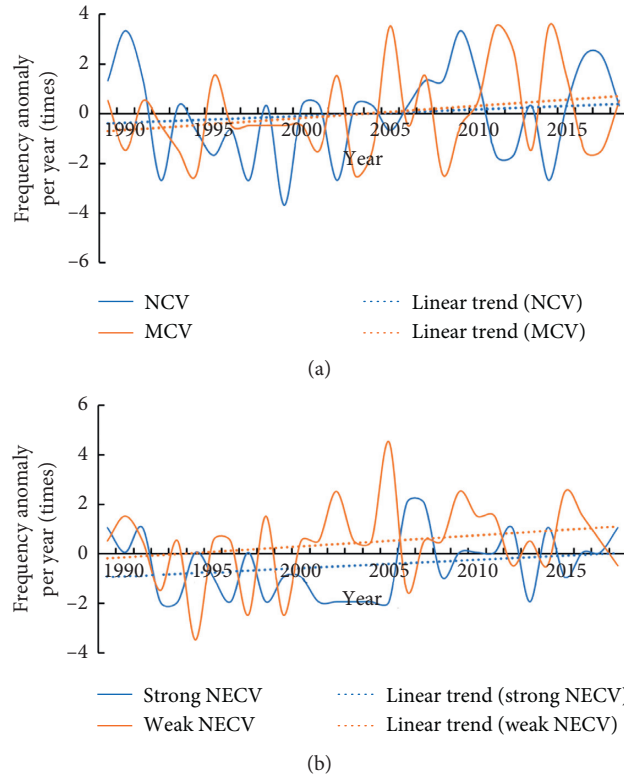 Frequency anomaly
per year (times)
4
2
0
−2
−4
−6
1990
1995
2000
2005
2010
2015
Year
NCV
Linear trend (NCV)
MCV
Linear trend (MCV)
(a)
Frequency anomaly
per year (times)
6
4
2
0
−2
−4
1990
1995
2000
2005
2010
2015
Year
Strong NECV
Linear trend (strong NECV)
Weak NECV
Linear trend (weak NECV)
(b)